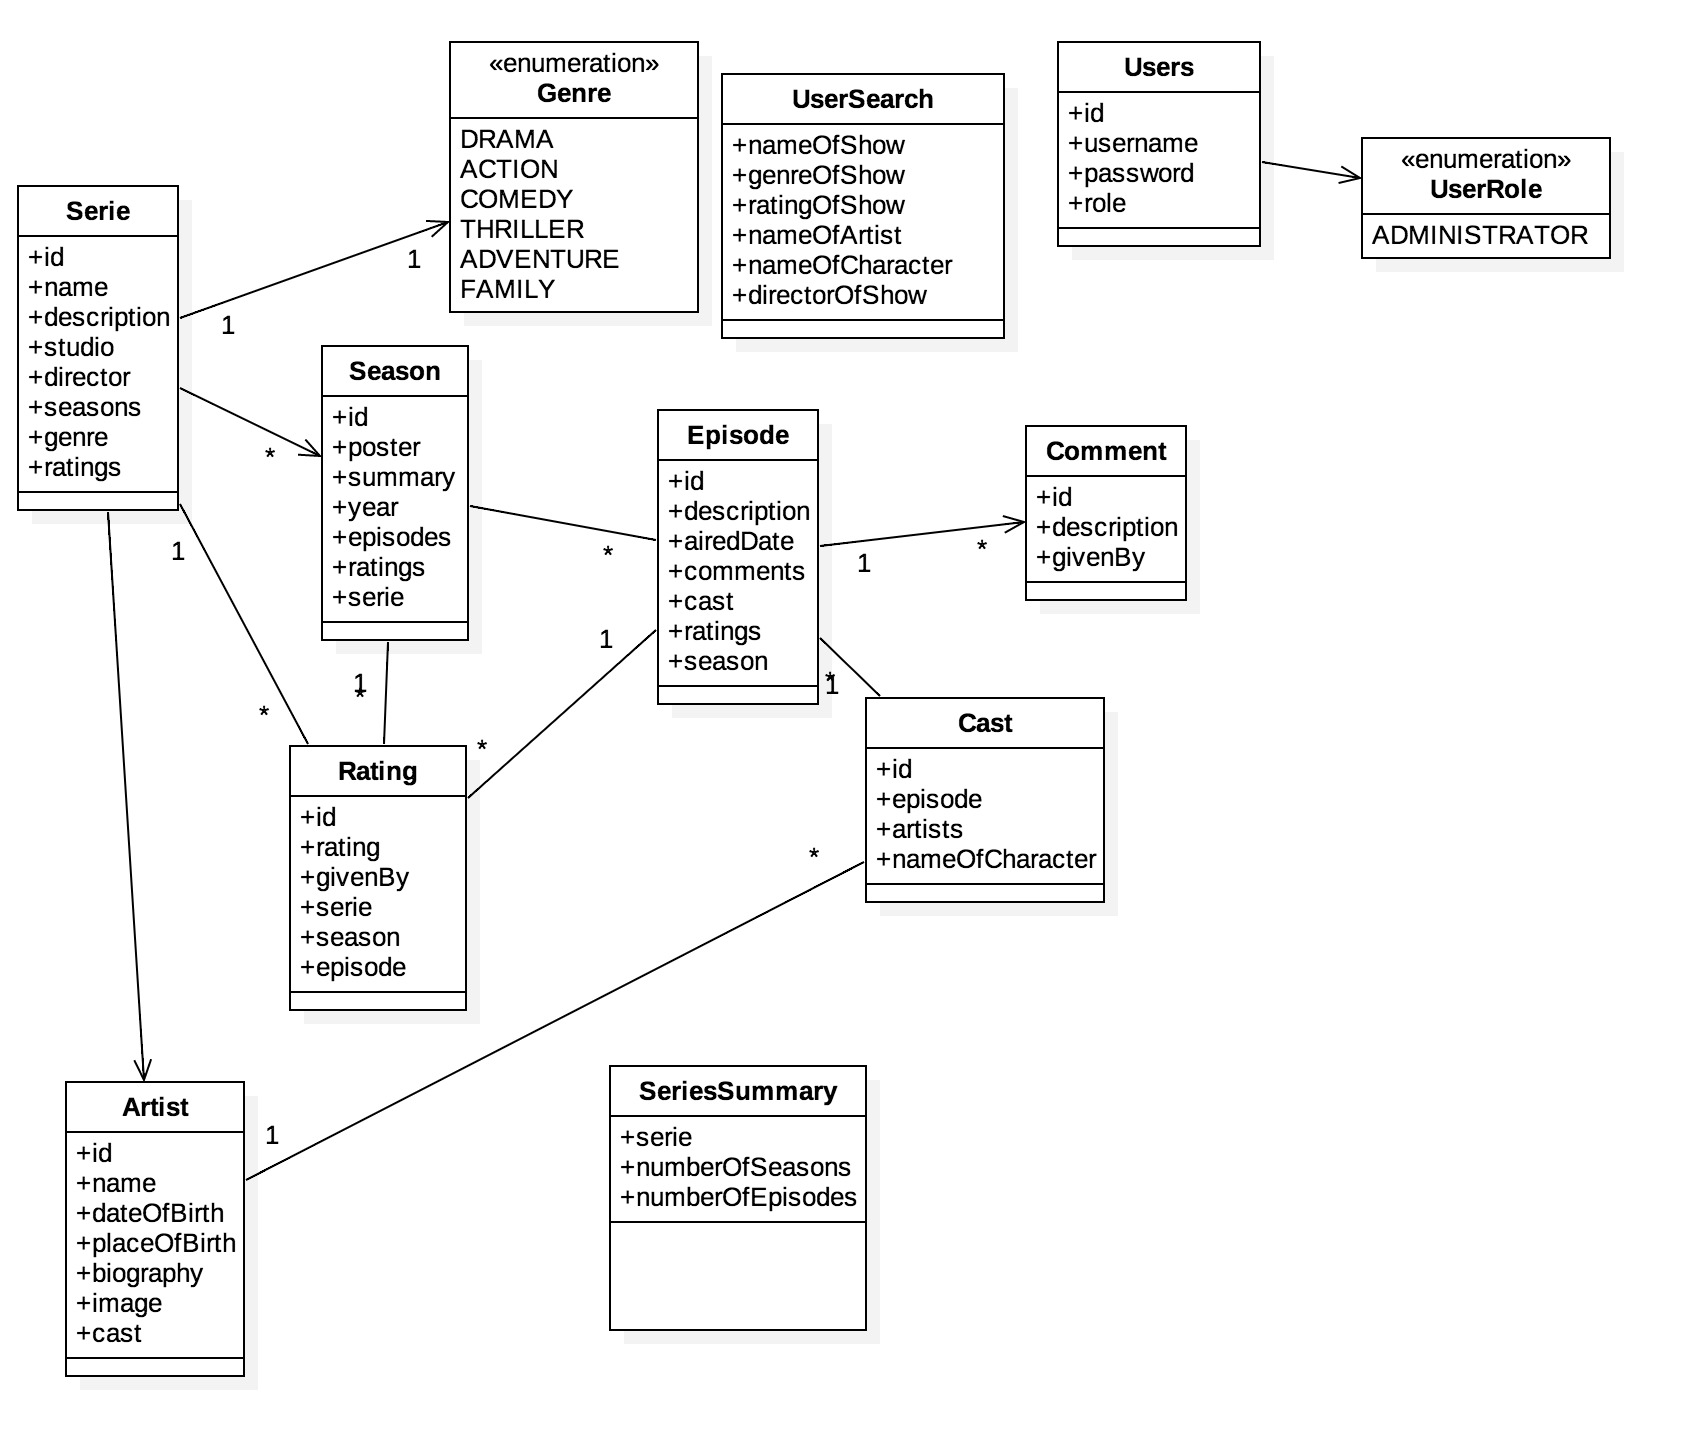 «enumeration»
Genre
DRAMA
ACTION
COMEDY
THRILLER
ADVENTURE
FAMILY
UserSearch
+nameOfShow
+genreOfShow
+ratingOfShow
+nameOfArtist
+nameOfCharacter
+directorOfShow
Users
+id
+username
+password
+role
«enumeration»
UserRole
ADMINISTRATOR
Serie
+id
+name
+description
+studio
+director
+seasons
+genre
+ratings
1
1
*
Season
+id
+poster
+summary
+year
+episodes
+ratings
+serie
*
Episode
+id
+description
+airedDate
+comments
+cast
+ratings
+season
1
*
Comment
+id
+description
+givenBy
1
*
1
*
1
*
*
1
Rating
+id
+rating
+givenBy
+serie
+season
+episode
Cast
+id
+episode
+artists
+nameOfCharacter
*
1
Artist
+id
+name
+dateOfBirth
+placeOfBirth
+biography
+image
+cast
SeriesSummary
+serie
+numberOfSeasons
+numberOfEpisodes